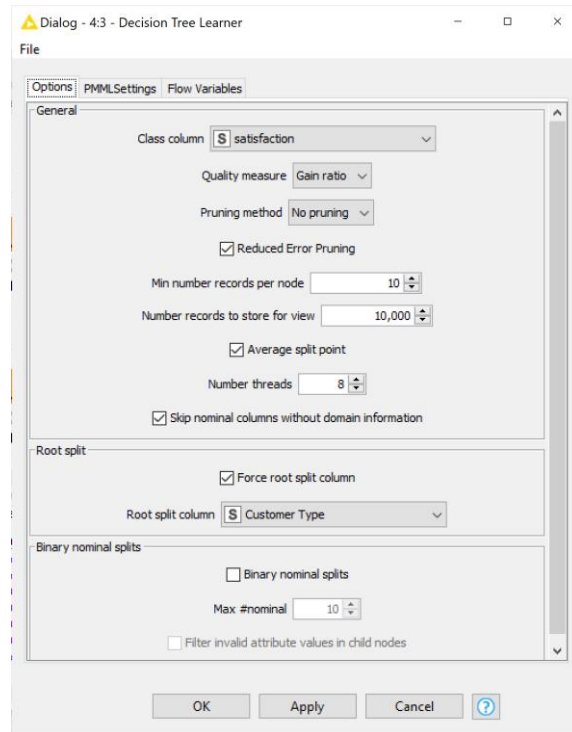 Dialog - 4:3 - Decision Tree Learner
File
Options PMMLSettings Flow Variables
General
Class column S satisfaction
Quality measure Gain ratio
Pruning method No pruning
Reduced Error Pruning
Min number records per node 10
Number records to store for view 10,000
Average split point
Number threads 8
Skip nominal columns without domain information
Root split
Force root split column
Root split column S Customer Type
Binary nominal splits
Binary nominal splits
Max #nominal 10
Filter invalid attribute values in child nodes
OK Apply Cancel ?